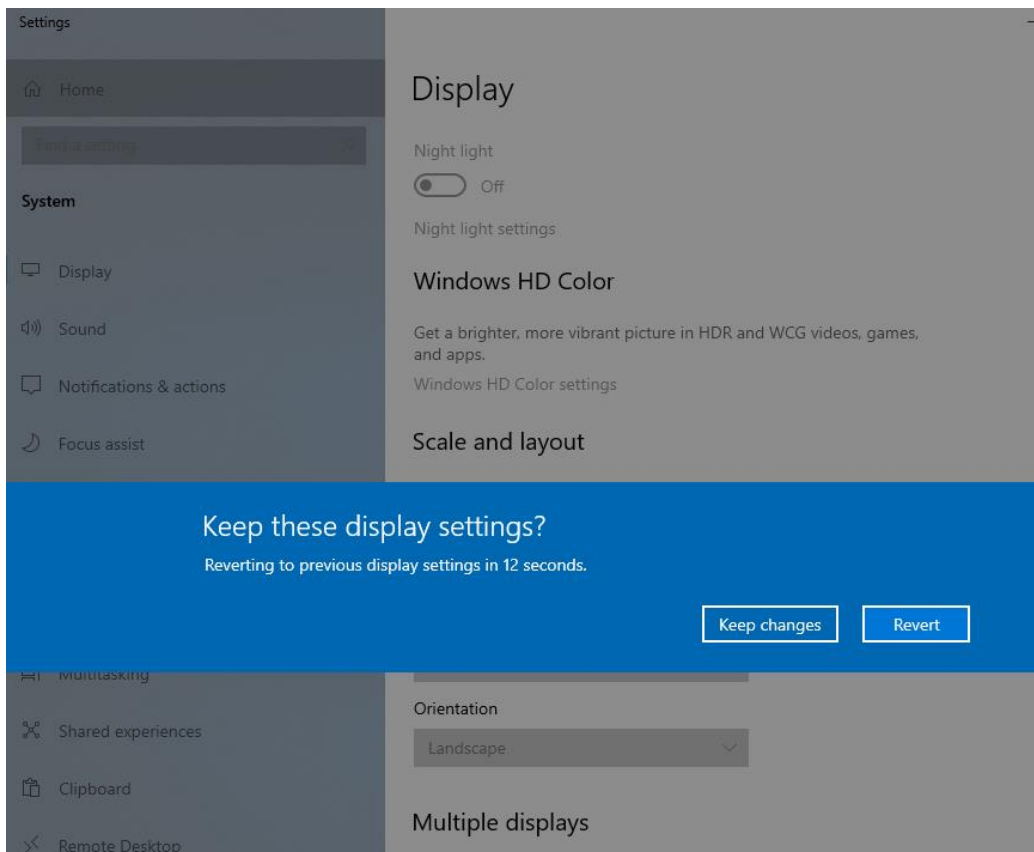 Settings
Home
Find a setting
System
Display
Sound
Notifications & actions
Focus assist
Multitasking
Shared experiences
Clipboard
Remote Desktop
Display
Night light
Off
Night light settings
Windows HD Color
Get a brighter, more vibrant picture in HDR and WCG videos, games,
and apps.
Windows HD Color settings
Scale and layout
Keep these display settings?
Reverting to previous display settings in 12 seconds.
Keep changes
Revert
Orientation
Landscape
Multiple displays